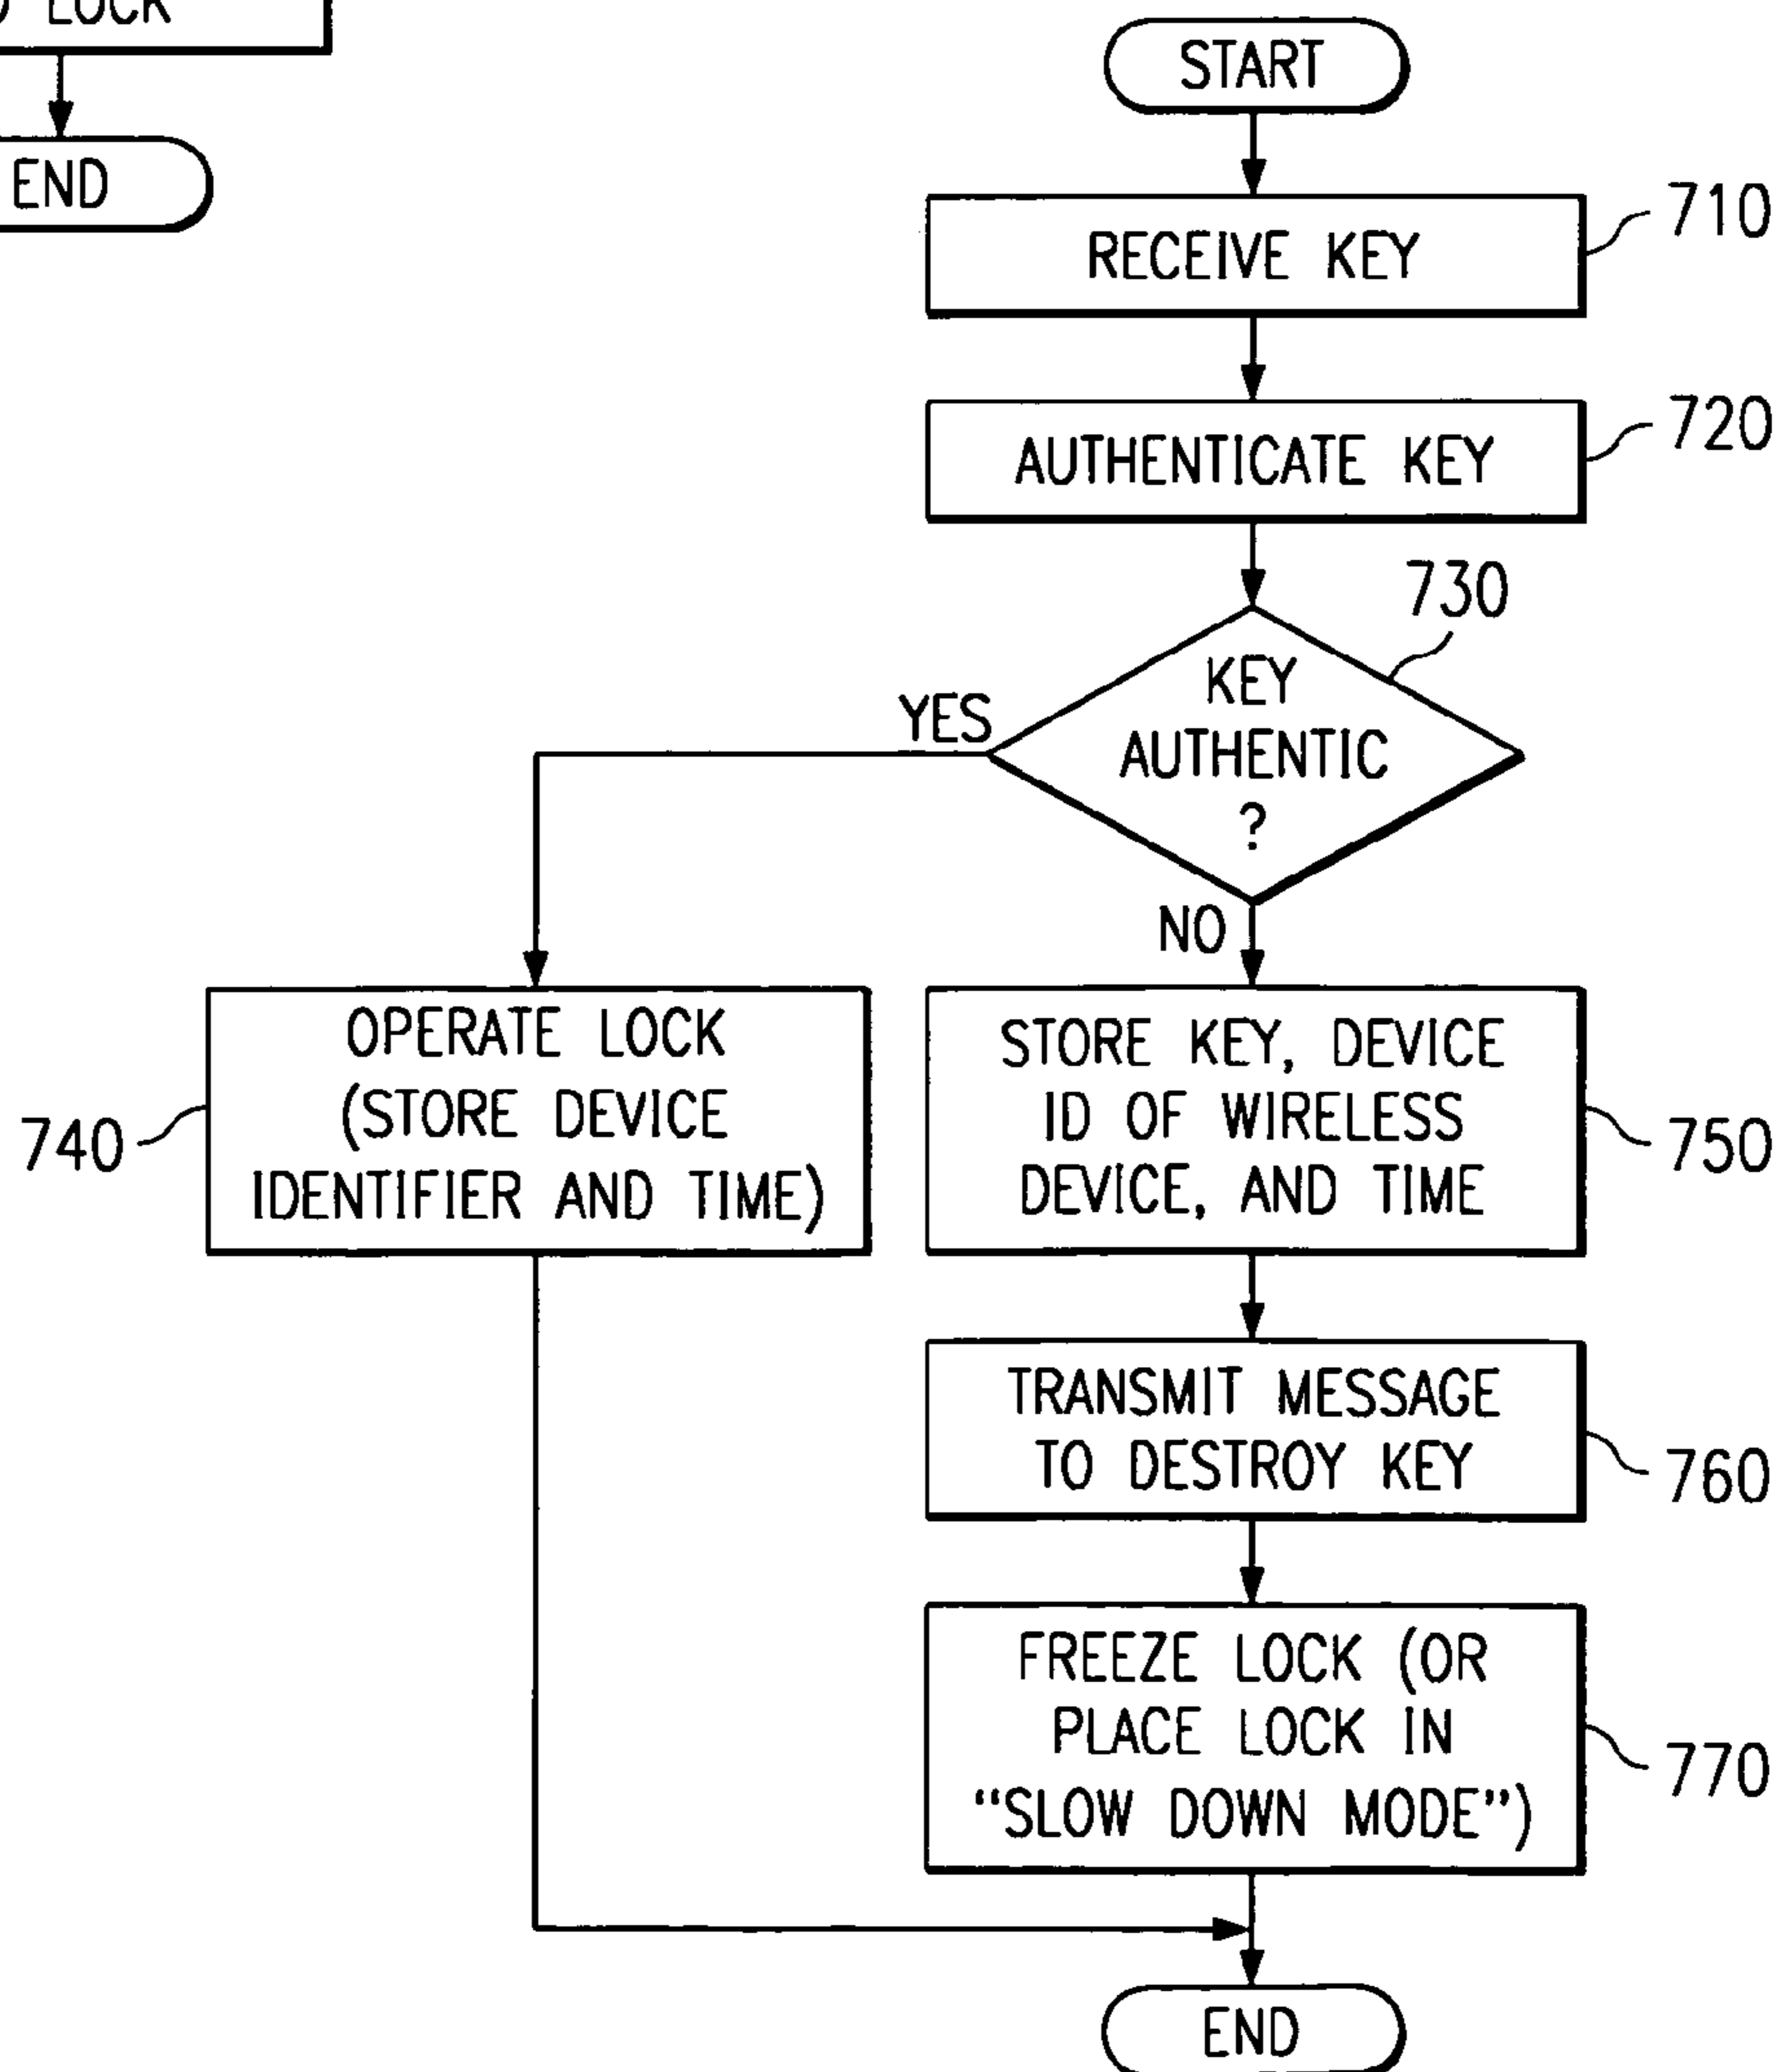 LOCK
END
START
RECEIVE KEY
710
AUTHENTICATE KEY
720
730
KEY
AUTHENTIC
?
YES
NO
OPERATE LOCK
(STORE DEVICE
IDENTIFIER AND TIME)
740
STORE KEY, DEVICE
ID OF WIRELESS
DEVICE, AND TIME
750
TRANSMIT MESSAGE
TO DESTROY KEY
760
FREEZE LOCK (OR
PLACE LOCK IN
“SLOW DOWN MODE”)
770
END